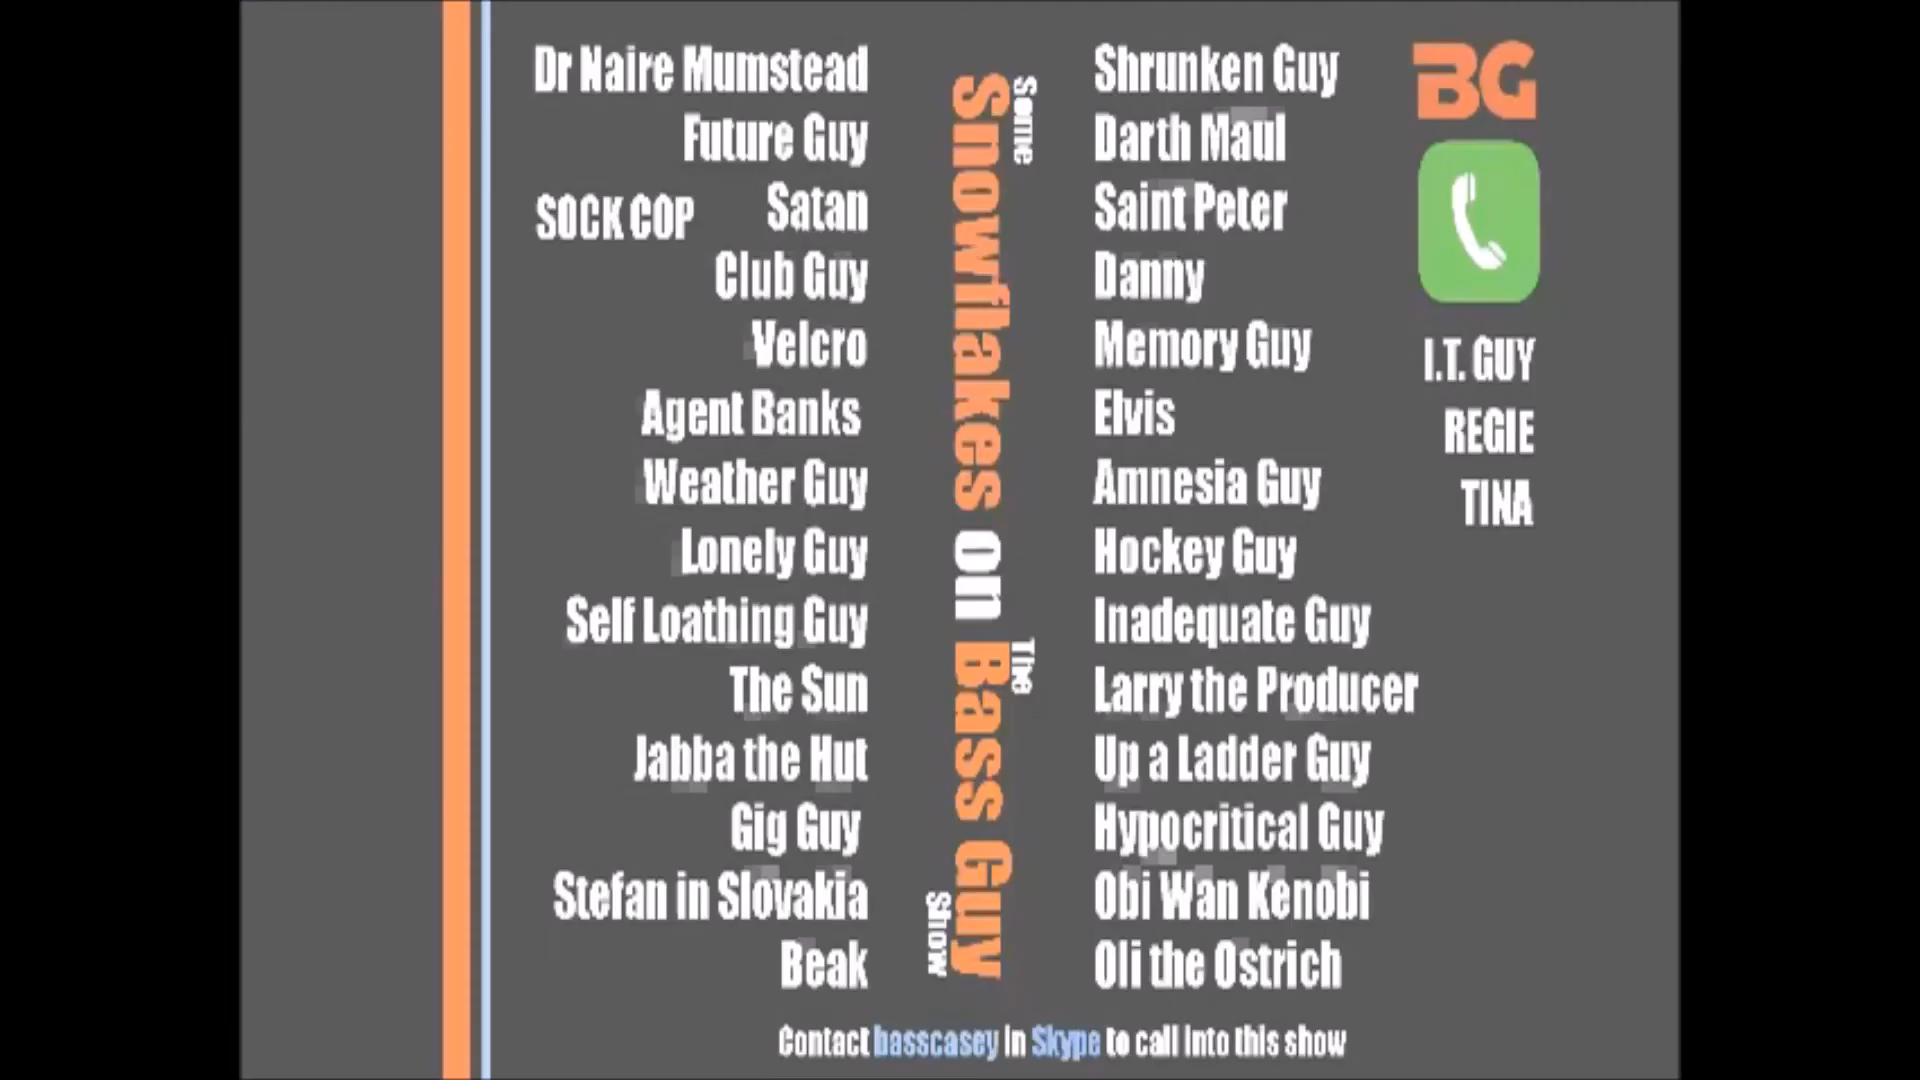 Dr Naire Mumstead
Future Guy
SOCK COP
Satan
Club Guy
Velcro
Agent Banks
Weather Guy
Lonely Guy
Self Loathing Guy
The Sun
Jabba the Hut
Gig Guy
Stefan in Slovakia
Beak
Some
Snowflakes on Bass Guy
The
Show
Shrunken Guy
Darth Maul
Saint Peter
Danny
Memory Guy
Elvis
Amnesia Guy
Hockey Guy
Inadequate Guy
Larry the Producer
Up a Ladder Guy
Hypocritical Guy
Obi Wan Kenobi
Oli the Ostrich
BG
I.T. GUY
REGIE
TINA
Contact basscasey in Skype to call into this show